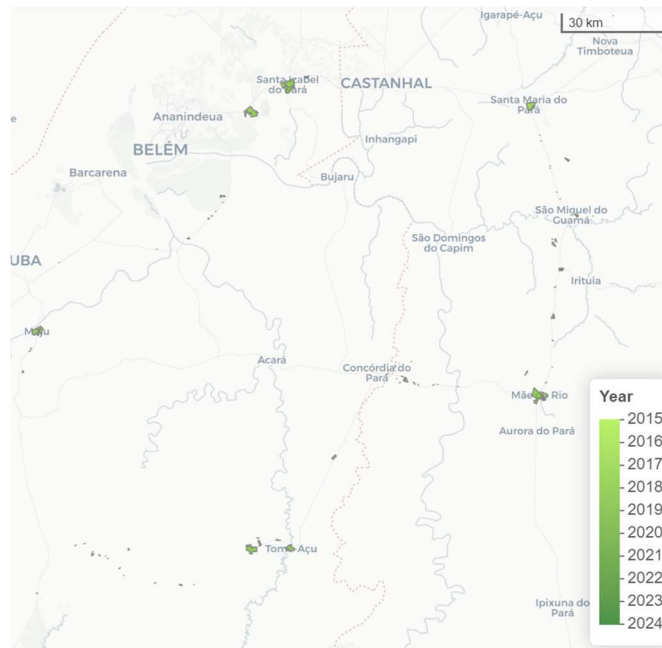 Igarapé-Açu
30 km
Nova
Timboteua
Santa Izabel
do Pará
CASTANHAL
Santa Maria do
Pará
Ananindeua
e
BELÉM
Inhangapi
Barcarena
Bujaru
São Miguel do
Guamá
São Domingos
do Capim
UBA
Irituia
Moju
Acará
Concórdia do
Pará
Mãe do Rio
Aurora do Pará
Tomé Açu
Ipixuna do
Pará
Year
2015
2016
2017
2018
2019
2020
2021
2022
2023
2024